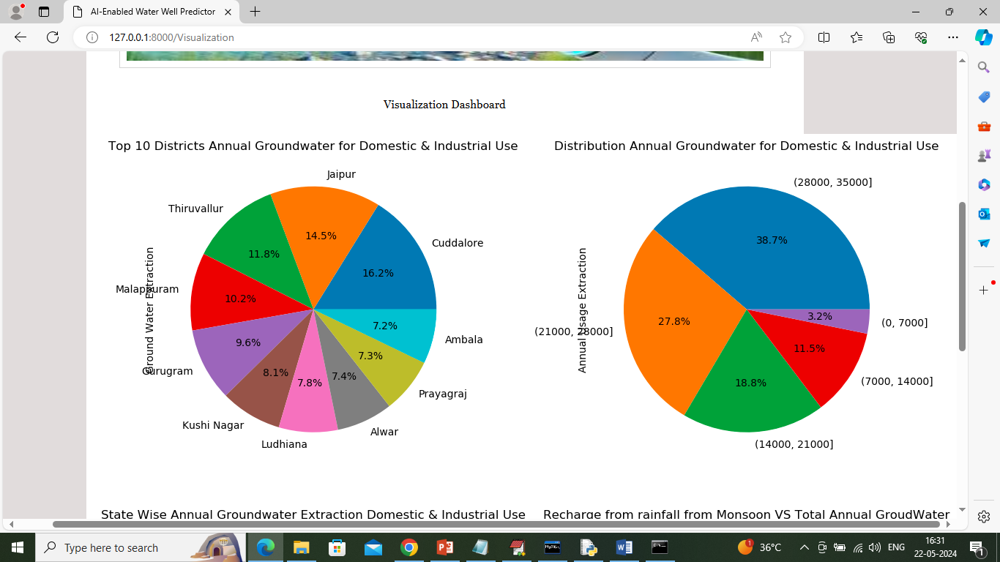 AI-Enabled Water Well Predictor
127.0.0.1:8000/Visualization
Visualization Dashboard
Top 10 Districts Annual Groundwater for Domestic & Industrial Use
Jaipur
Thiruvallur
Cuddalore
14.5%
11.8%
16.2%
Malappuram
10.2%
Ground Water Extraction
7.2%
9.6%
Ambala
7.3%
Gurugram
8.1%
7.8%
7.4%
Prayagraj
Kushi Nagar
Alwar
Ludhiana
Distribution Annual Groundwater for Domestic & Industrial Use
(28000, 35000]
38.7%
Annual Usage Extraction
27.8%
3.2%
(0, 7000]
(21000, 28000]
11.5%
18.8%
(7000, 14000]
(14000, 21000]
State Wise Annual Groundwater Extraction Domestic & Industrial Use
Recharge from rainfall from Monsoon VS Total Annual GroudWater
Type here to search
1
36°C
ENG
16:31
22-05-2024
1